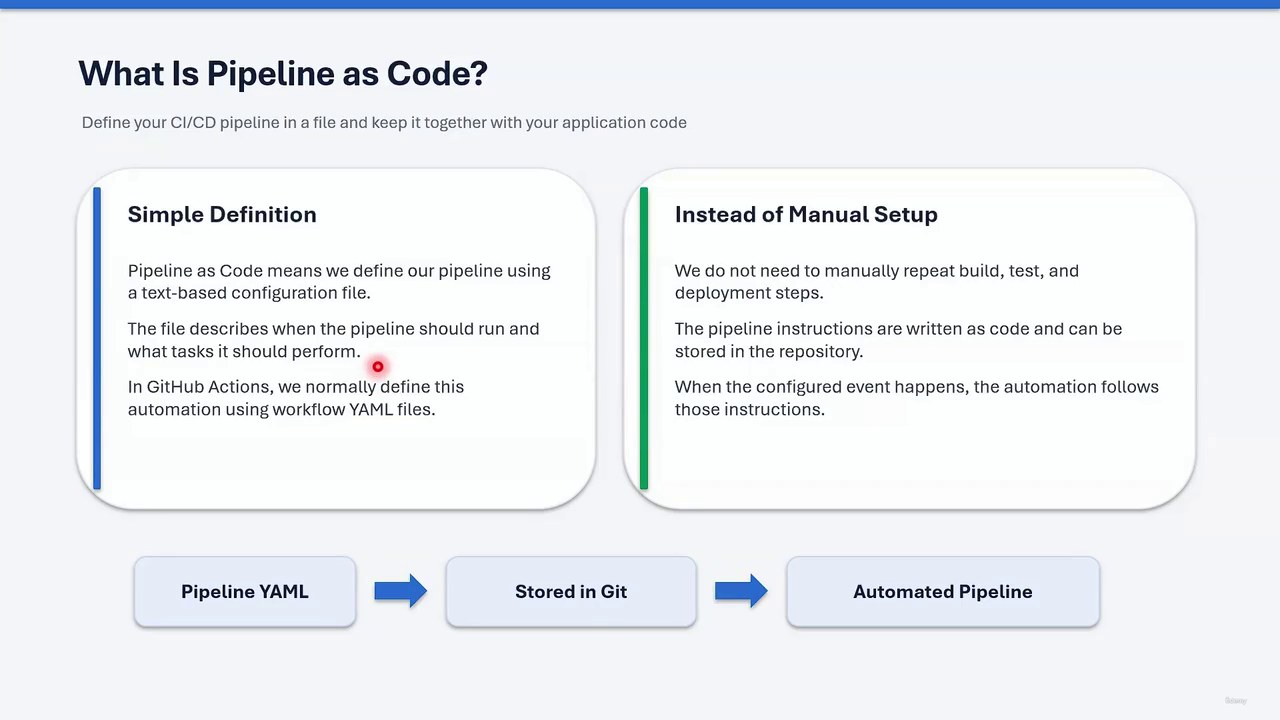 What Is Pipeline as Code?
Define your CI/CD pipeline in a file and keep it together with your application code
Simple Definition
Pipeline as Code means we define our pipeline using
a text-based configuration file.
The file describes when the pipeline should run and
what tasks it should perform.
In GitHub Actions, we normally define this
automation using workflow YAML files.
Instead of Manual Setup
We do not need to manually repeat build, test, and
deployment steps.
The pipeline instructions are written as code and can be
stored in the repository.
When the configured event happens, the automation follows
those instructions.
Pipeline YAML
Stored in Git
Automated Pipeline